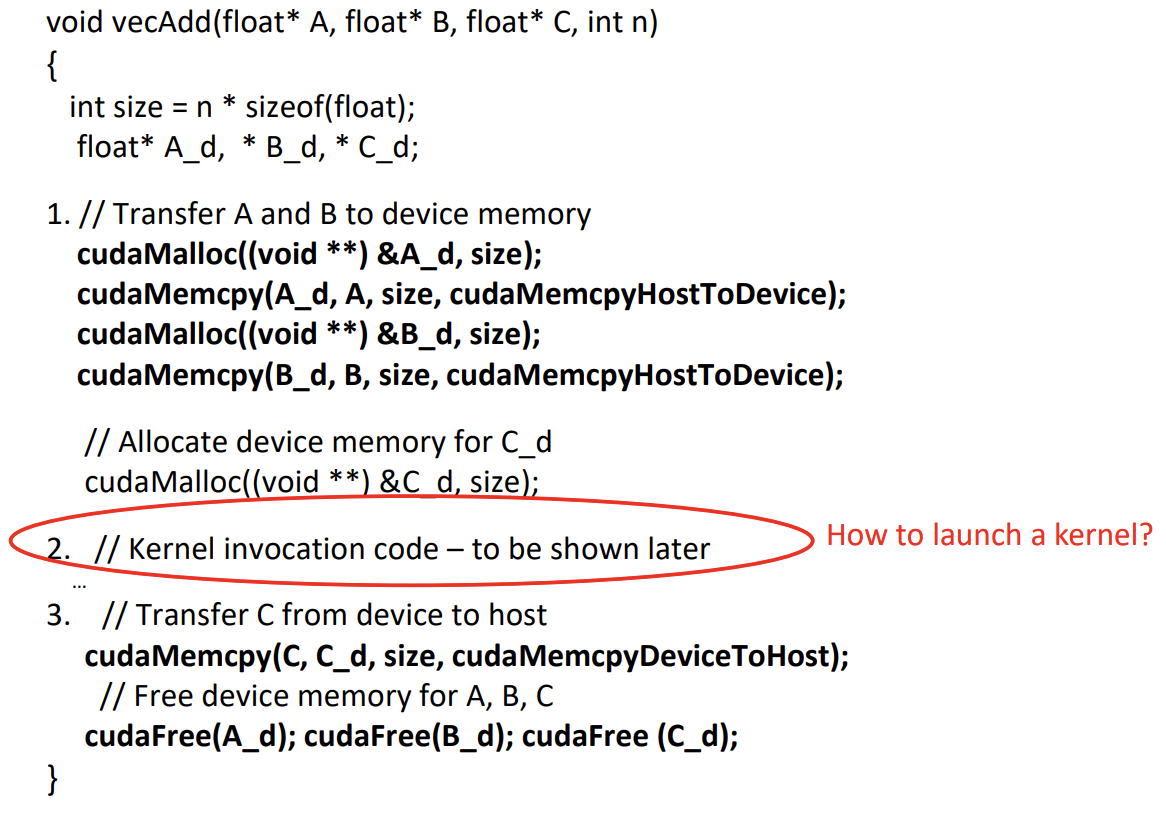 void vecAdd(float* A, float* B, float* C, int n)
{
int size = n * sizeof(float);
float* A_d, * B_d, * C_d;
1. // Transfer A and B to device memory
cudaMalloc((void **) &A_d, size);
cudaMemcpy(A_d, A, size, cudaMemcpyHostToDevice);
cudaMalloc((void **) &B_d, size);
cudaMemcpy(B_d, B, size, cudaMemcpyHostToDevice);
// Allocate device memory for C_d
cudaMalloc((void **) &C_d, size);
2. // Kernel invocation code – to be shown later
How to launch a kernel?
...
3. // Transfer C from device to host
cudaMemcpy(C, C_d, size, cudaMemcpyDeviceToHost);
// Free device memory for A, B, C
cudaFree(A_d); cudaFree(B_d); cudaFree (C_d);
}